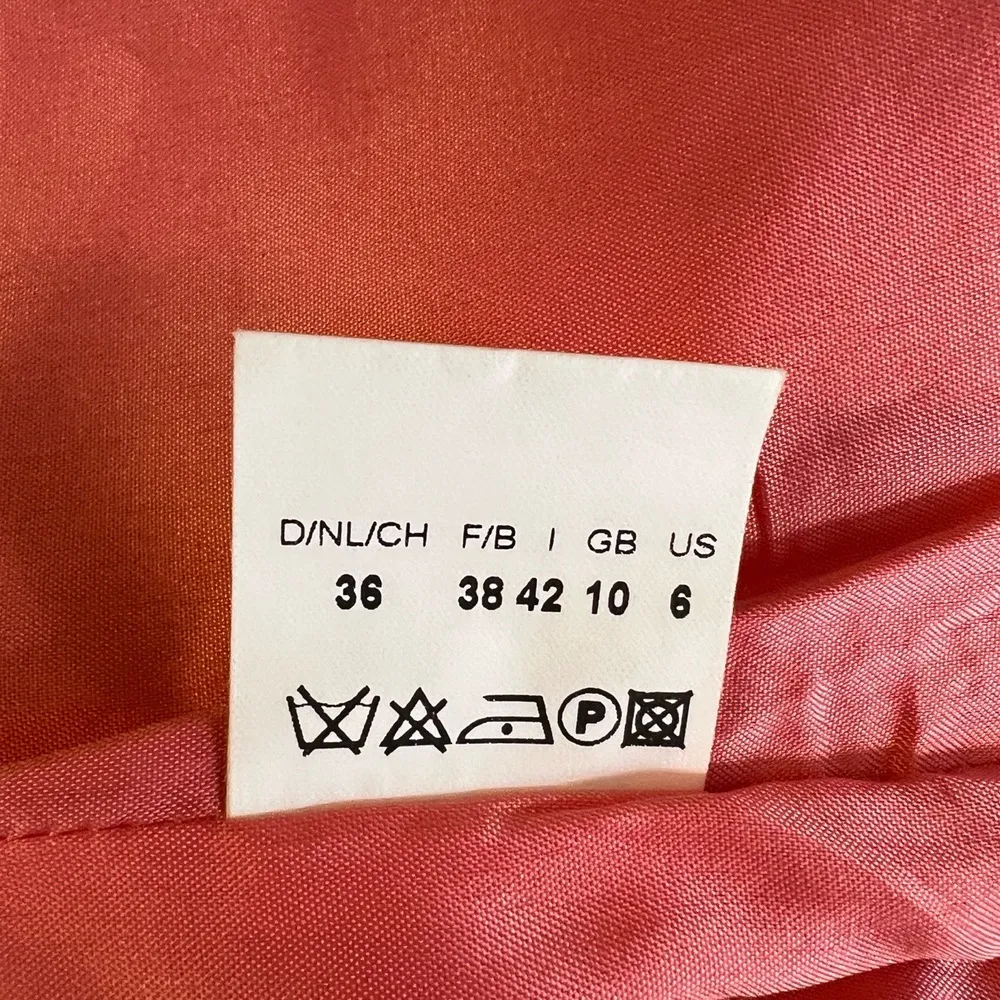 D/NL/CH F/B I GB US
36 38 42 10 6
P